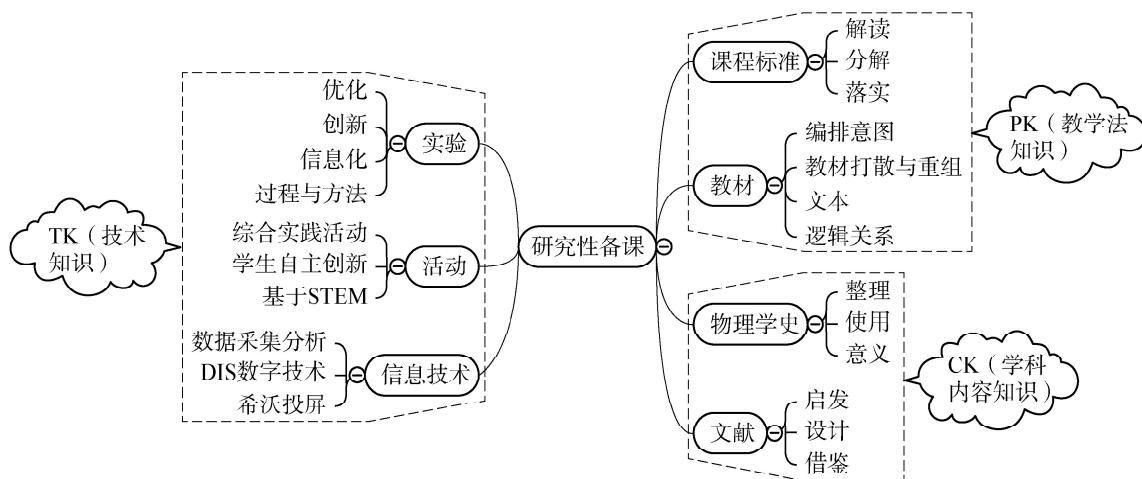 研究性备课
实验
优化
创新
信息化
过程与方法
活动
综合实践活动
学生自主创新
基于STEM
信息技术
数据采集分析
DIS数字技术
希沃投屏
TK（技术
知识）
课程标准
解读
分解
落实
教材
编排意图
教材打散与重组
文本
逻辑关系
PK（教学法
知识）
物理学史
整理
使用
意义
文献
启发
设计
借鉴
CK（学科
内容知识）